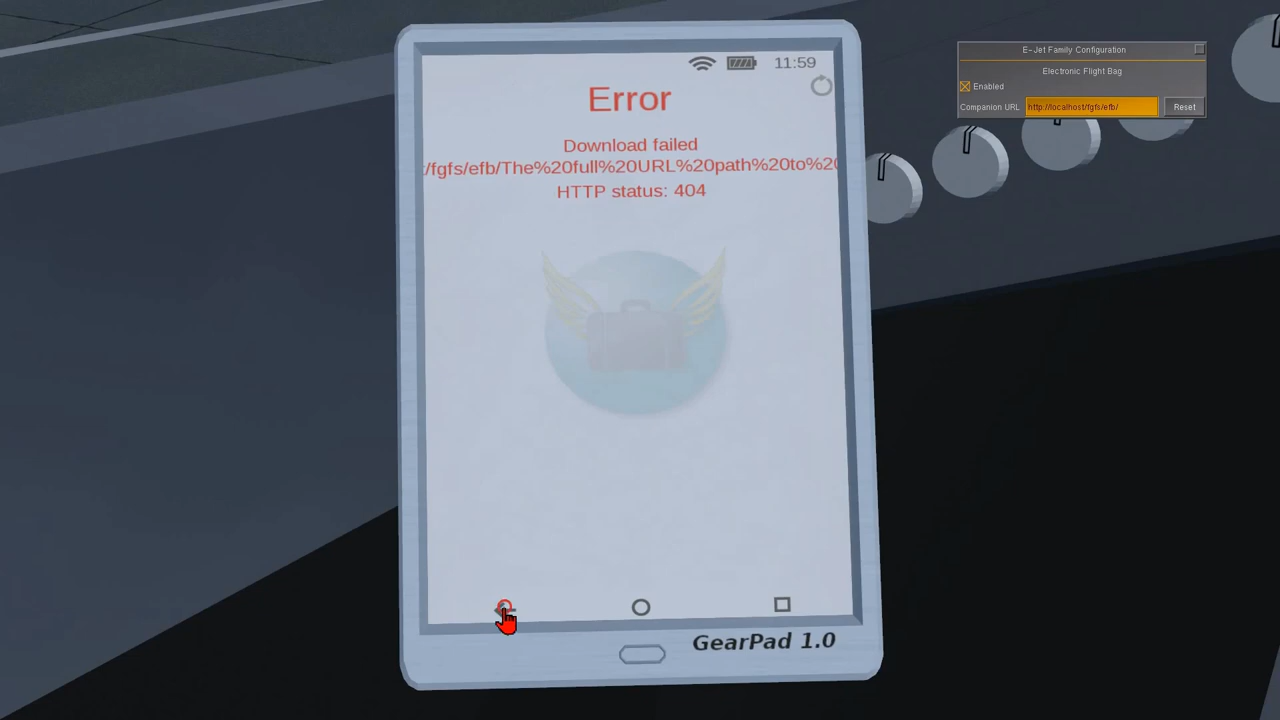 11:59
Error
Download failed
/fgfs/efb/The%20full%20URL%20path%20to%20
HTTP status: 404
GearPad 1.0
E-Jet Family Configuration
Electronic Flight Bag
Enabled
Companion URL http://localhost/fgfs/efb/ Reset